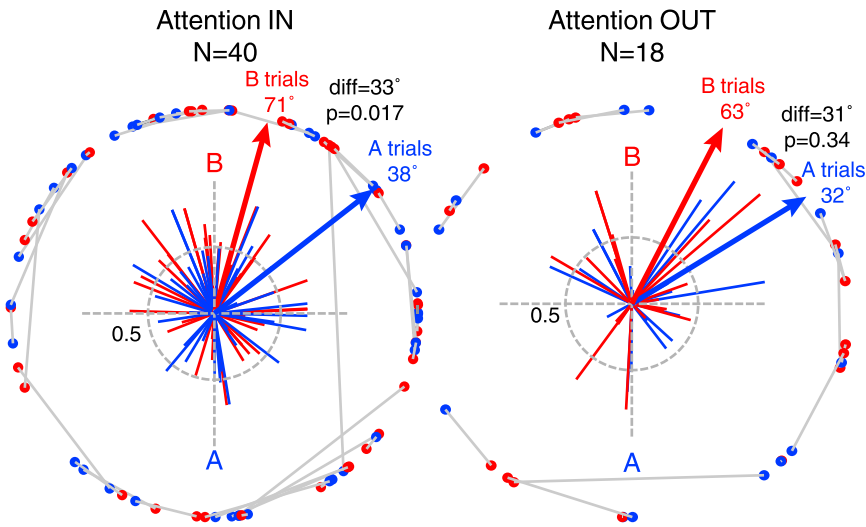 Attention IN
N=40
B trials
71°
diff=33°
p=0.017
A trials
38°
B
0.5
A
Attention OUT
N=18
B trials
63°
diff=31°
p=0.34
A trials
32°
B
0.5
A